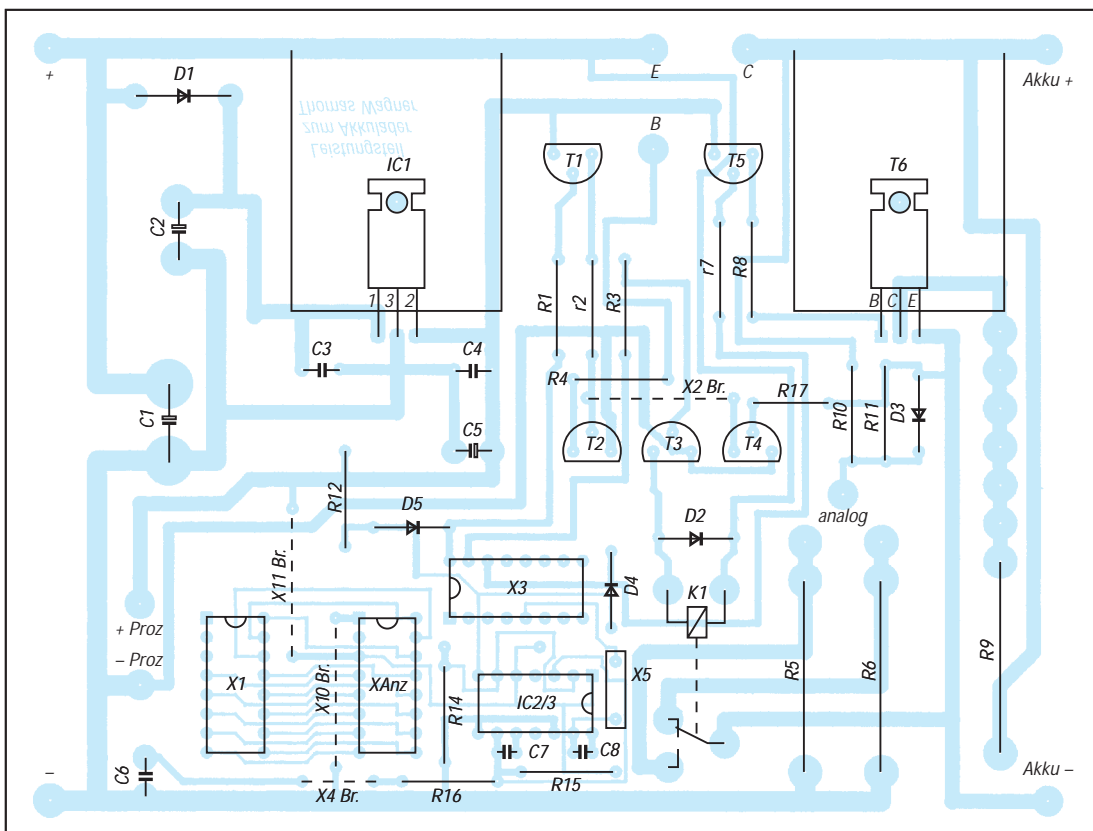 +
D1
E
C
Akku +
Thomas Wagner
zum Akkulader
Leistungsteil
B
T1
T5
IC1
T6
C2
r7
R8
R1
r2
R3
1 3 2
B C E
C3
C4
R4
X2 Br.
R17
R10
R11
D3
C1
C5
T2
T3
T4
R12
analog
D5
D2
X11 Br.
X3
D4
K1
+ Proz
– Proz
X1
X10 Br.
XAnz
R14
IC2/3
X5
R5
R6
R9
C7
C8
C6
X4 Br.
R16
R15
–
Akku –